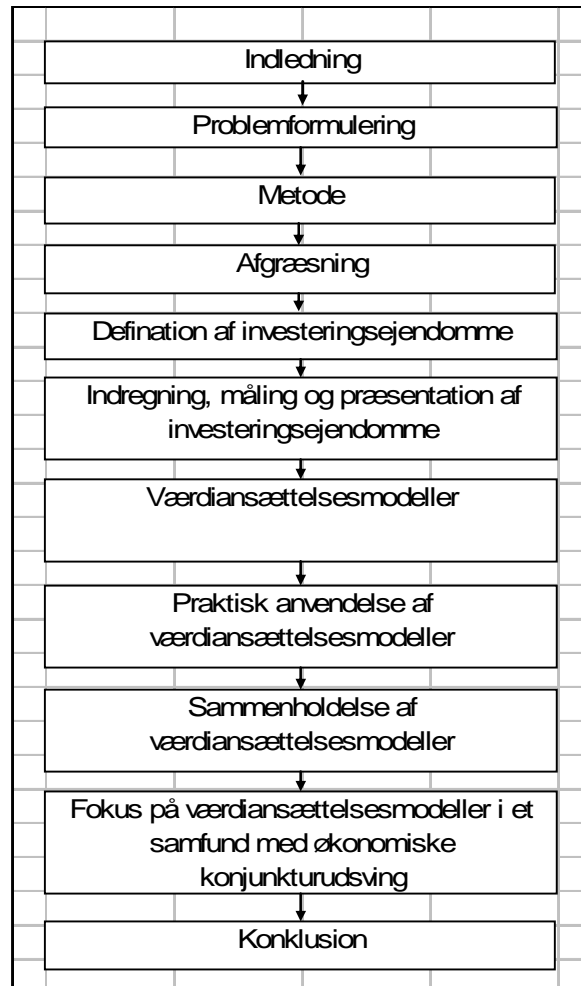 Indledning
Problemformulering
Metode
Afgræsning
Defination af investeringsejendomme
Indregning, måling og præsentation af
investeringsejendomme
Værdiansættelsesmodeller
Praktisk anvendelse af
værdiansættelsesmodeller
Sammenholdelse af
værdiansættelsesmodeller
Fokus på værdiansættelsesmodeller i et
samfund med økonomiske
konjunkturudsving
Konklusion